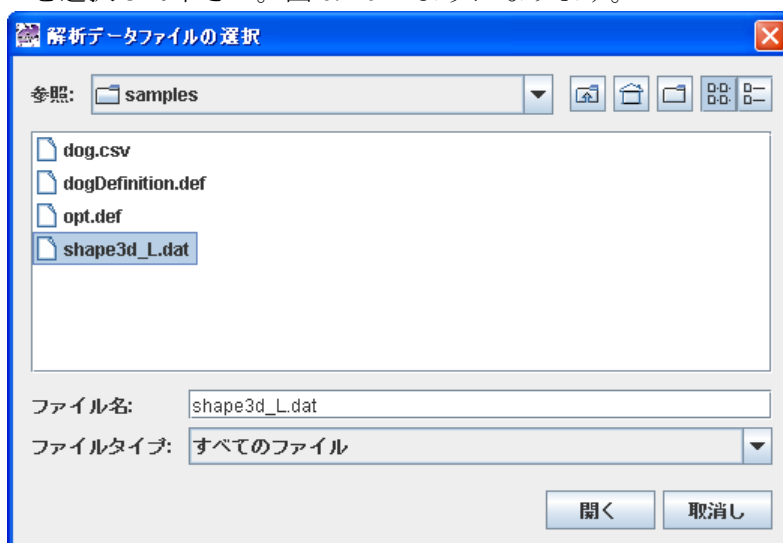 解析データファイルの選択
参照: samples
dog.csv
dogDefinition.def
opt.def
shape3d_L.dat
ファイル名: shape3d_L.dat
ファイルタイプ: すべてのファイル
開く 取消し